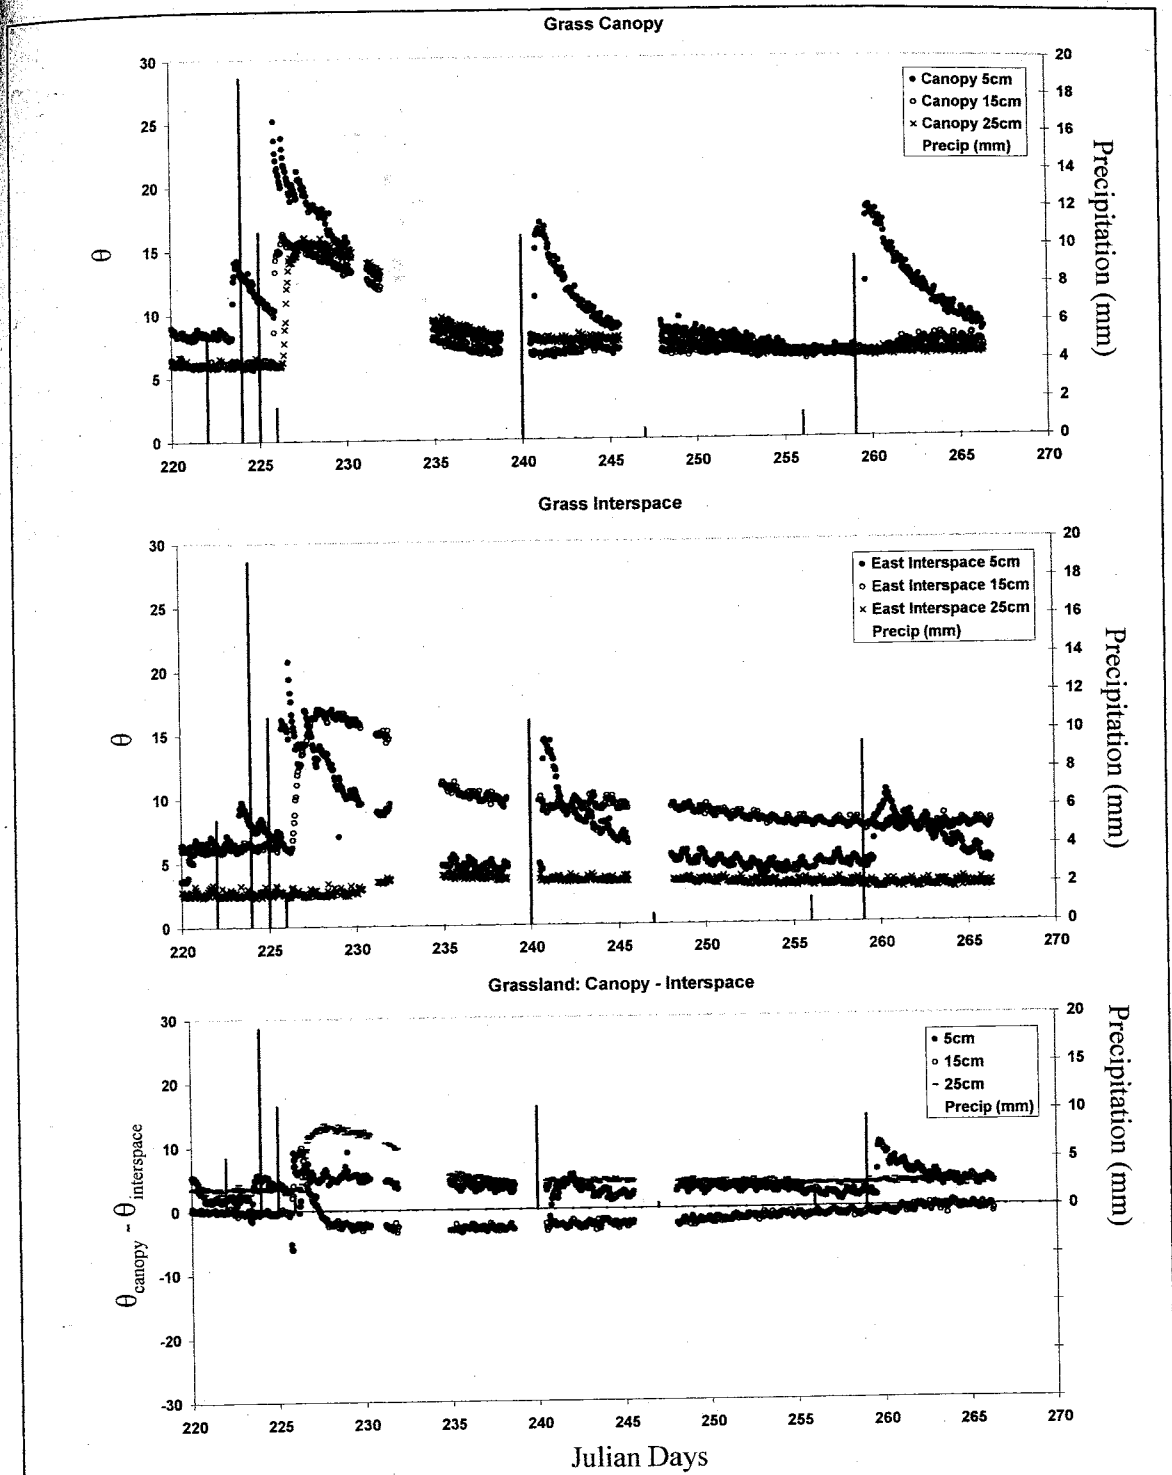 Grass Canopy
30
25
20
15
10
5
0
θ
20
18
16
14
12
10
8
6
4
2
0
Precipitation (mm)
Canopy 5cm
Canopy 15cm
Canopy 25cm
Precip (mm)
220 225 230 235 240 245 250 255 260 265 270
Grass Interspace
30
25
20
15
10
5
0
θ
20
18
16
14
12
10
8
6
4
2
0
Precipitation (mm)
East Interspace 5cm
East Interspace 15cm
East Interspace 25cm
Precip (mm)
220 225 230 235 240 245 250 255 260 265 270
Grassland: Canopy - Interspace
30
20
10
0
-10
-20
-30
θcanopy - θinterspace
20
15
10
5
0
Precipitation (mm)
5cm
15cm
25cm
Precip (mm)
220 225 230 235 240 245 250 255 260 265 270
Julian Days